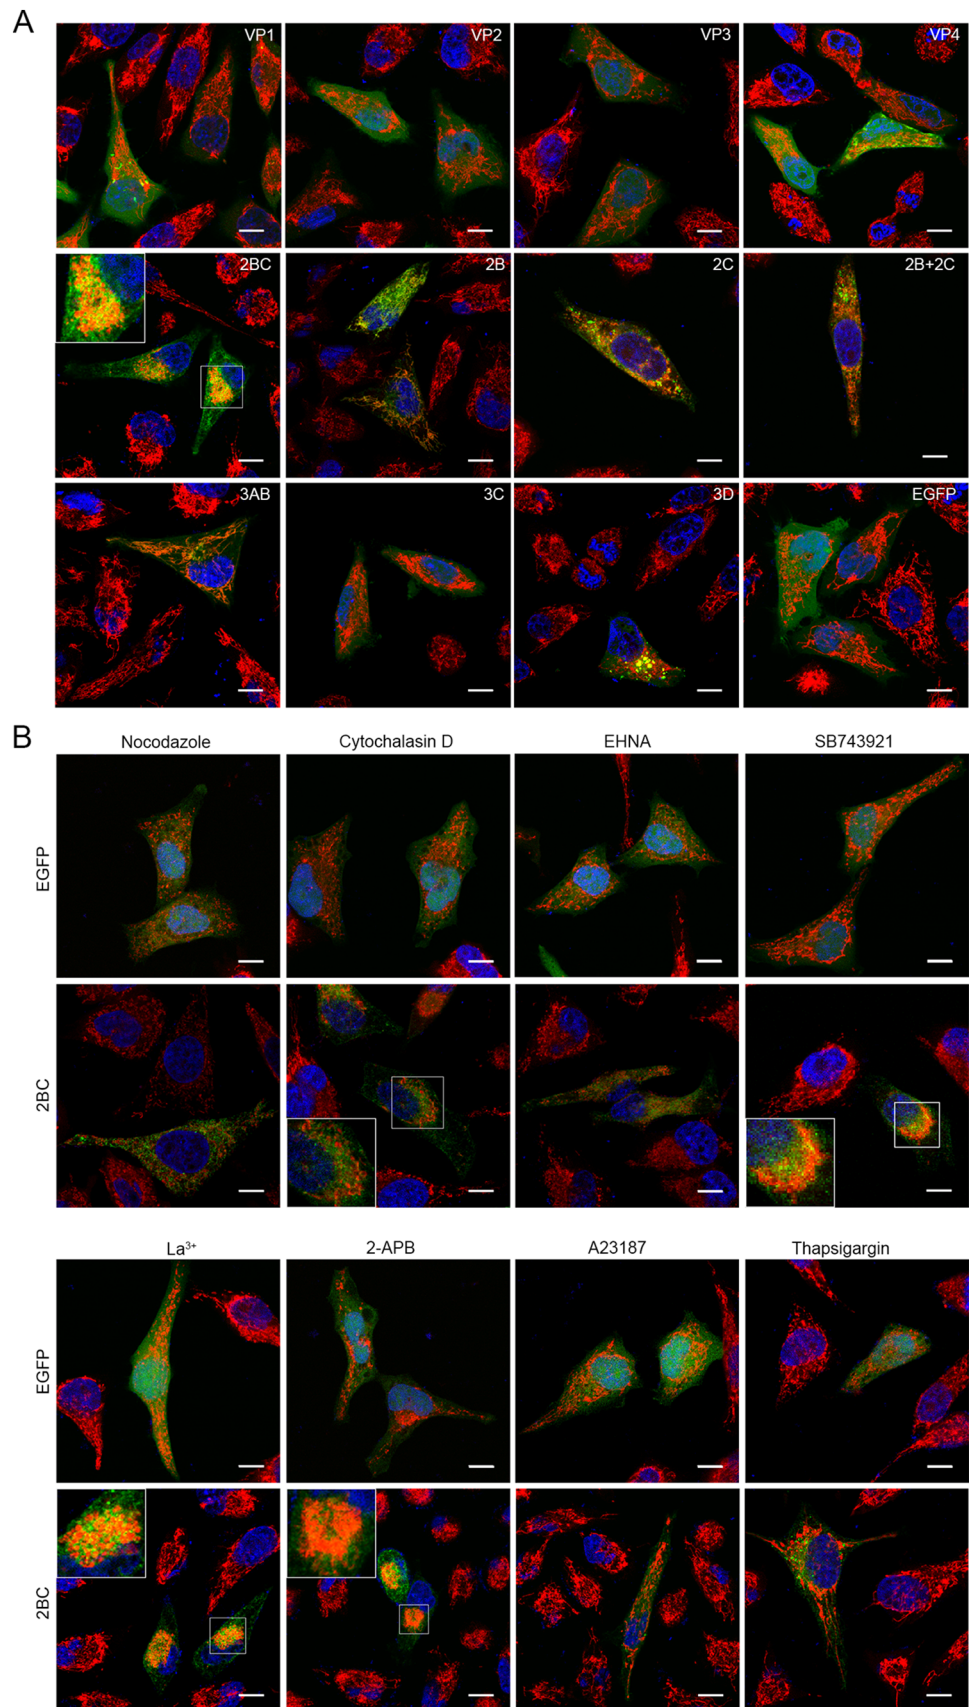 A
VP1 VP2 VP3 VP4
2BC 2B 2C 2B+2C
3AB 3C 3D EGFP
B
Nocodazole Cytochalasin D EHNA SB743921
EGFP
2BC
La³⁺ 2-APB A23187 Thapsigargin
EGFP
2BC